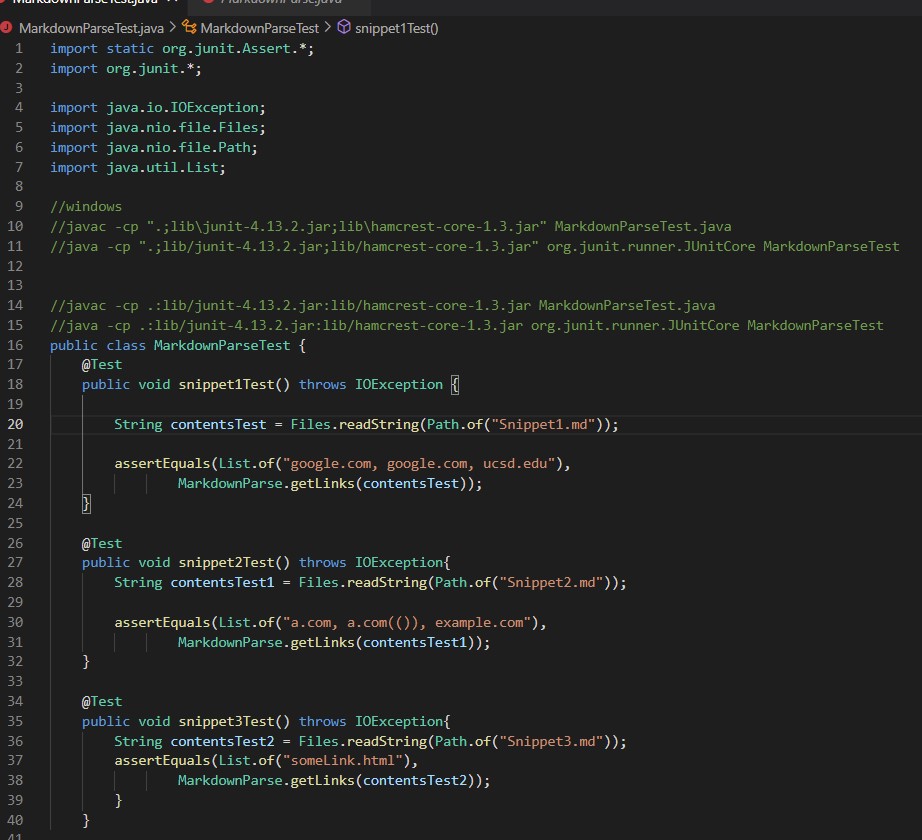 MarkdownParseTest.java MarkdownParse.java
MarkdownParseTest.java > MarkdownParseTest > snippet1Test()
1 import static org.junit.Assert.*;
2 import org.junit.*;
3
4 import java.io.IOException;
5 import java.nio.file.Files;
6 import java.nio.file.Path;
7 import java.util.List;
8
9 //windows
10 //javac -cp ".;lib\junit-4.13.2.jar;lib\hamcrest-core-1.3.jar" MarkdownParseTest.java
11 //java -cp ".;lib/junit-4.13.2.jar;lib/hamcrest-core-1.3.jar" org.junit.runner.JUnitCore MarkdownParseTest
12
13
14 //javac -cp .:lib/junit-4.13.2.jar:lib/hamcrest-core-1.3.jar MarkdownParseTest.java
15 //java -cp .:lib/junit-4.13.2.jar:lib/hamcrest-core-1.3.jar org.junit.runner.JUnitCore MarkdownParseTest
16 public class MarkdownParseTest {
17     @Test
18     public void snippet1Test() throws IOException {
19
20         String contentsTest = Files.readString(Path.of("Snippet1.md"));
21
22         assertEquals(List.of("google.com, google.com, ucsd.edu"),
23                 MarkdownParse.getLinks(contentsTest));
24     }
25
26     @Test
27     public void snippet2Test() throws IOException{
28         String contentsTest1 = Files.readString(Path.of("Snippet2.md"));
29
30         assertEquals(List.of("a.com, a.com(()), example.com"),
31                 MarkdownParse.getLinks(contentsTest1));
32     }
33
34     @Test
35     public void snippet3Test() throws IOException{
36         String contentsTest2 = Files.readString(Path.of("Snippet3.md"));
37         assertEquals(List.of("someLink.html"),
38                 MarkdownParse.getLinks(contentsTest2));
39         }
40     }
41